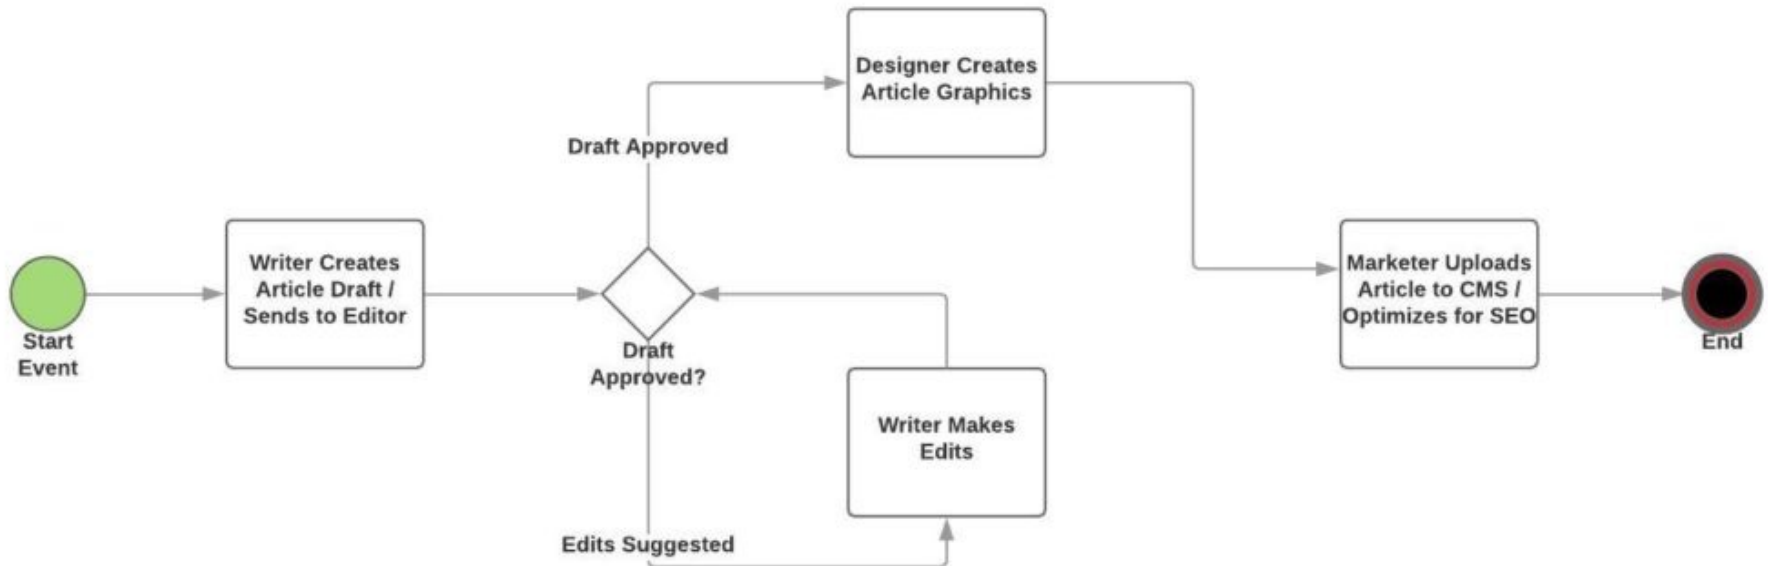 Start
Event
Writer Creates
Article Draft /
Sends to Editor
Draft Approved
Draft
Approved?
Edits Suggested
Designer Creates
Article Graphics
Writer Makes
Edits
Marketer Uploads
Article to CMS /
Optimizes for SEO
End